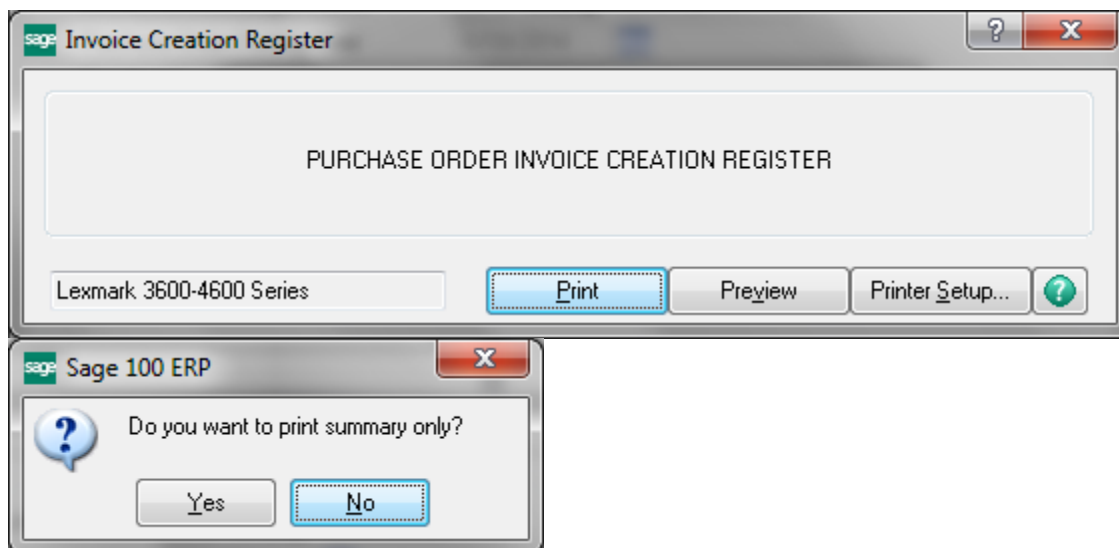 sage Invoice Creation Register
PURCHASE ORDER INVOICE CREATION REGISTER
Lexmark 3600-4600 Series Print Preview Printer Setup...
sage Sage 100 ERP
Do you want to print summary only?
Yes No